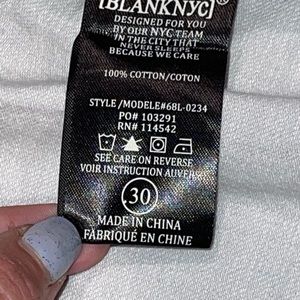 [BLANKNYC]®
DESIGNED FOR YOU
BY OUR NYC TEAM
IN THE CITY THAT
NEVER SLEEPS
BECAUSE WE CARE
100% COTTON/COTON
STYLE/MODELE#68L-0234
PO# 103291
RN# 114542
SEE CARE ON REVERSE
VOIR INSTRUCTION AUVER
30
MADE IN CHINA
FABRIQUÉ EN CHINE